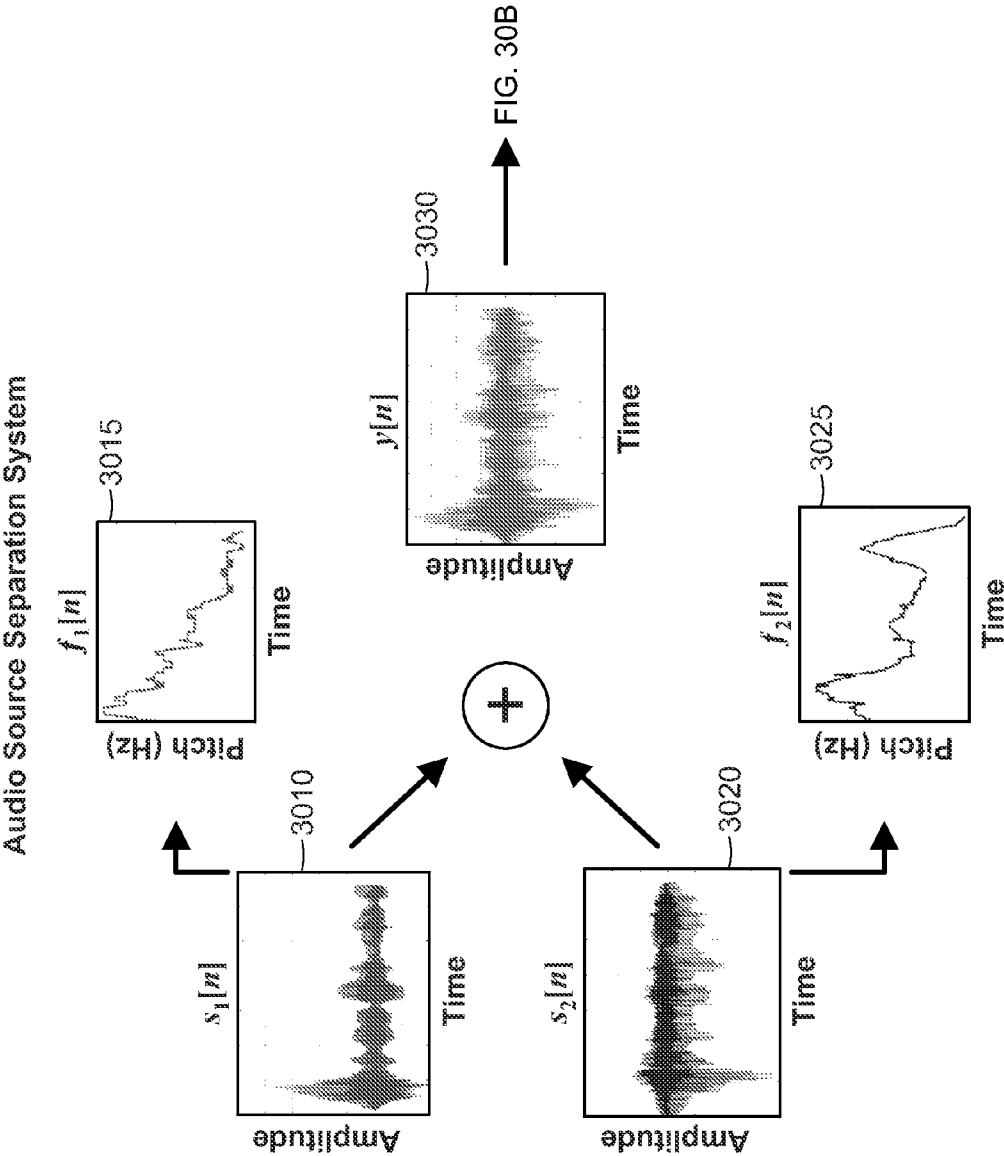 Audio Source Separation System
s₁[n]
3010
Amplitude
Time
f₁[n]
3015
Pitch (Hz)
Time
+
y[n]
3030
Amplitude
Time
FIG. 30B
s₂[n]
3020
Amplitude
Time
f₂[n]
3025
Pitch (Hz)
Time